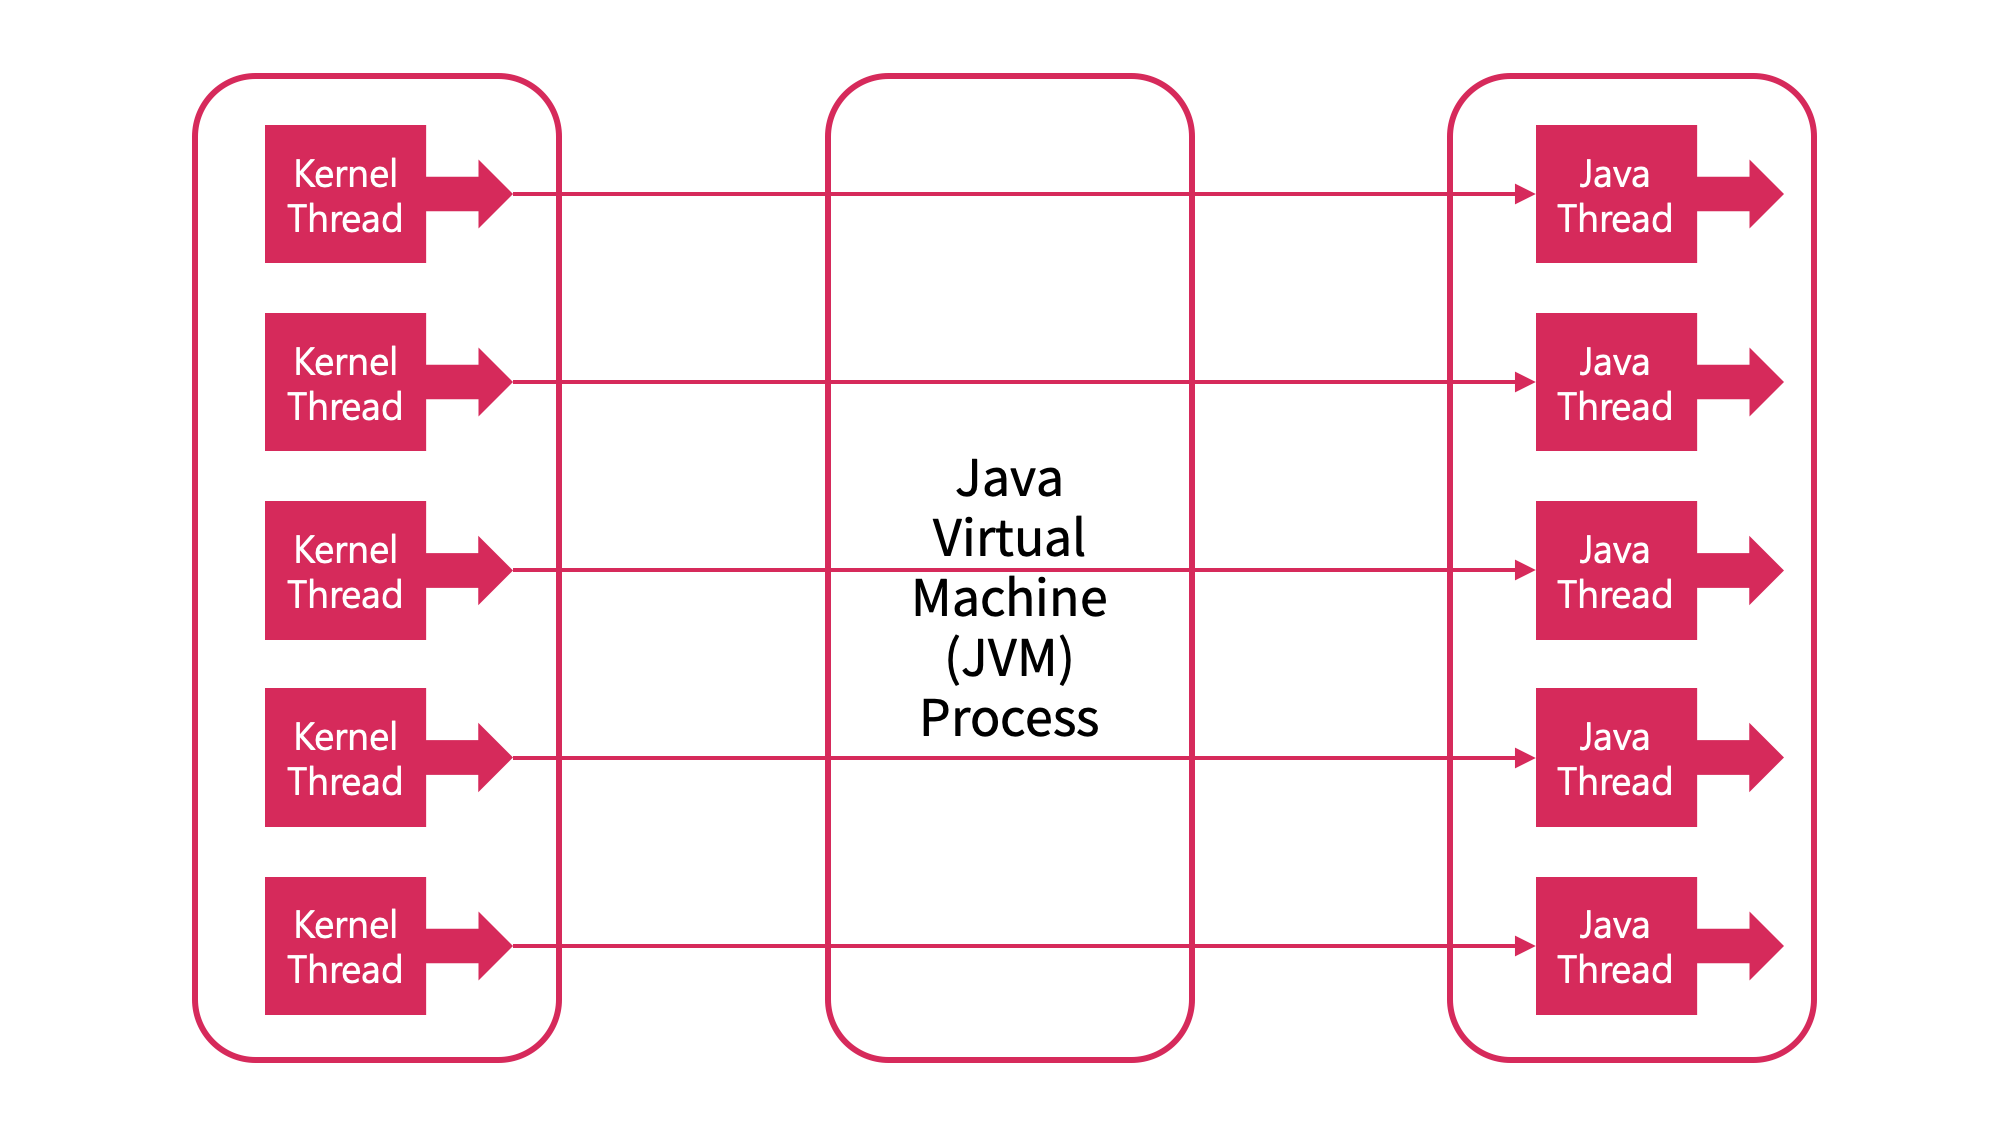 Kernel
Thread
Kernel
Thread
Kernel
Thread
Kernel
Thread
Kernel
Thread
Java
Virtual
Machine
(JVM)
Process
Java
Thread
Java
Thread
Java
Thread
Java
Thread
Java
Thread